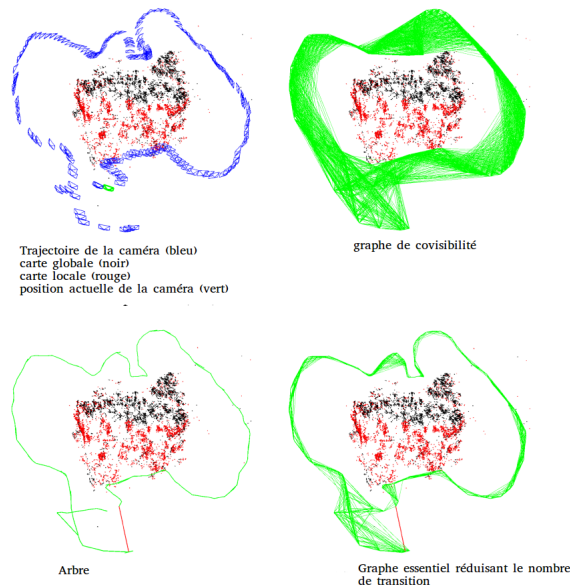 Trajectoire de la caméra (bleu)
carte globale (noir)
carte locale (rouge)
position actuelle de la caméra (vert)
graphe de covisibilité
Arbre
Graphe essentiel réduisant le nombre
de transition